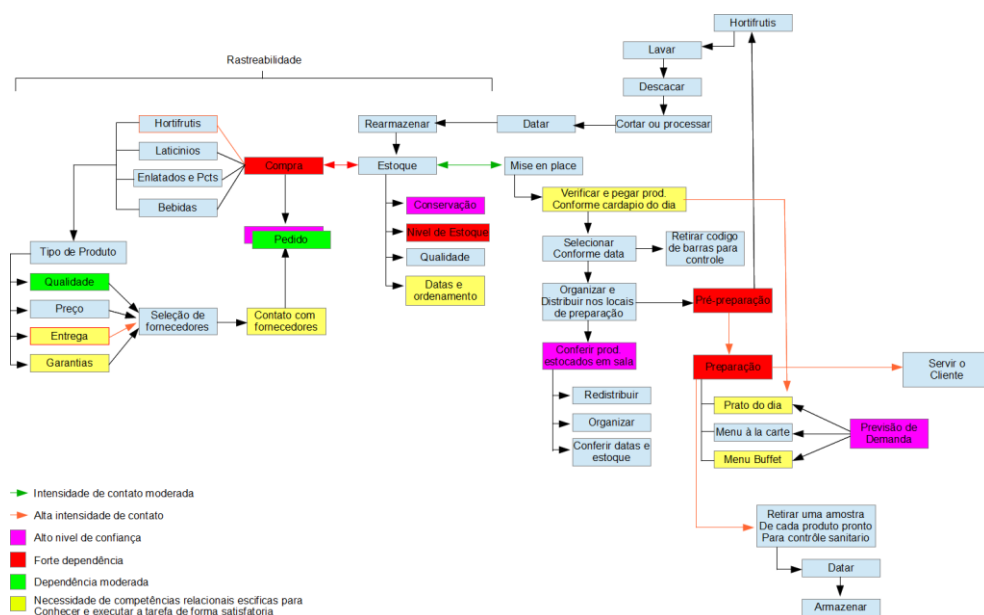 Hortifrutis
Lavar
Descacar
Cortar ou processar
Datar
Rearmazenar
Rastreabilidade
Hortifrutis
Laticinios
Enlatados e Pcts
Bebidas
Compra
Estoque
Mise en place
Conservação
Nivel de Estoque
Qualidade
Datas e
ordenamento
Verificar e pegar prod.
Conforme cardapio do dia
Selecionar
Conforme data
Retirar codigo
de barras para
controle
Organizar e
Distribuir nos locais
de preparação
Pré-preparação
Pedido
Tipo de Produto
Qualidade
Preço
Entrega
Garantias
Seleção de
fornecedores
Contato com
fornecedores
Conferir prod.
estocados em sala
Redistribuir
Organizar
Conferir datas e
estoque
Preparação
Servir o
Cliente
Prato do dia
Menu à la carte
Menu Buffet
Previsão de
Demanda
Retirar uma amostra
De cada produto pronto
Para contrôle sanitario
Datar
Armazenar
Intensidade de contato moderada
Alta intensidade de contato
Alto nivel de confiança
Forte dependência
Dependência moderada
Necessidade de competências relacionais escificas para
Conhecer e executar a tarefa de forma satisfatoria